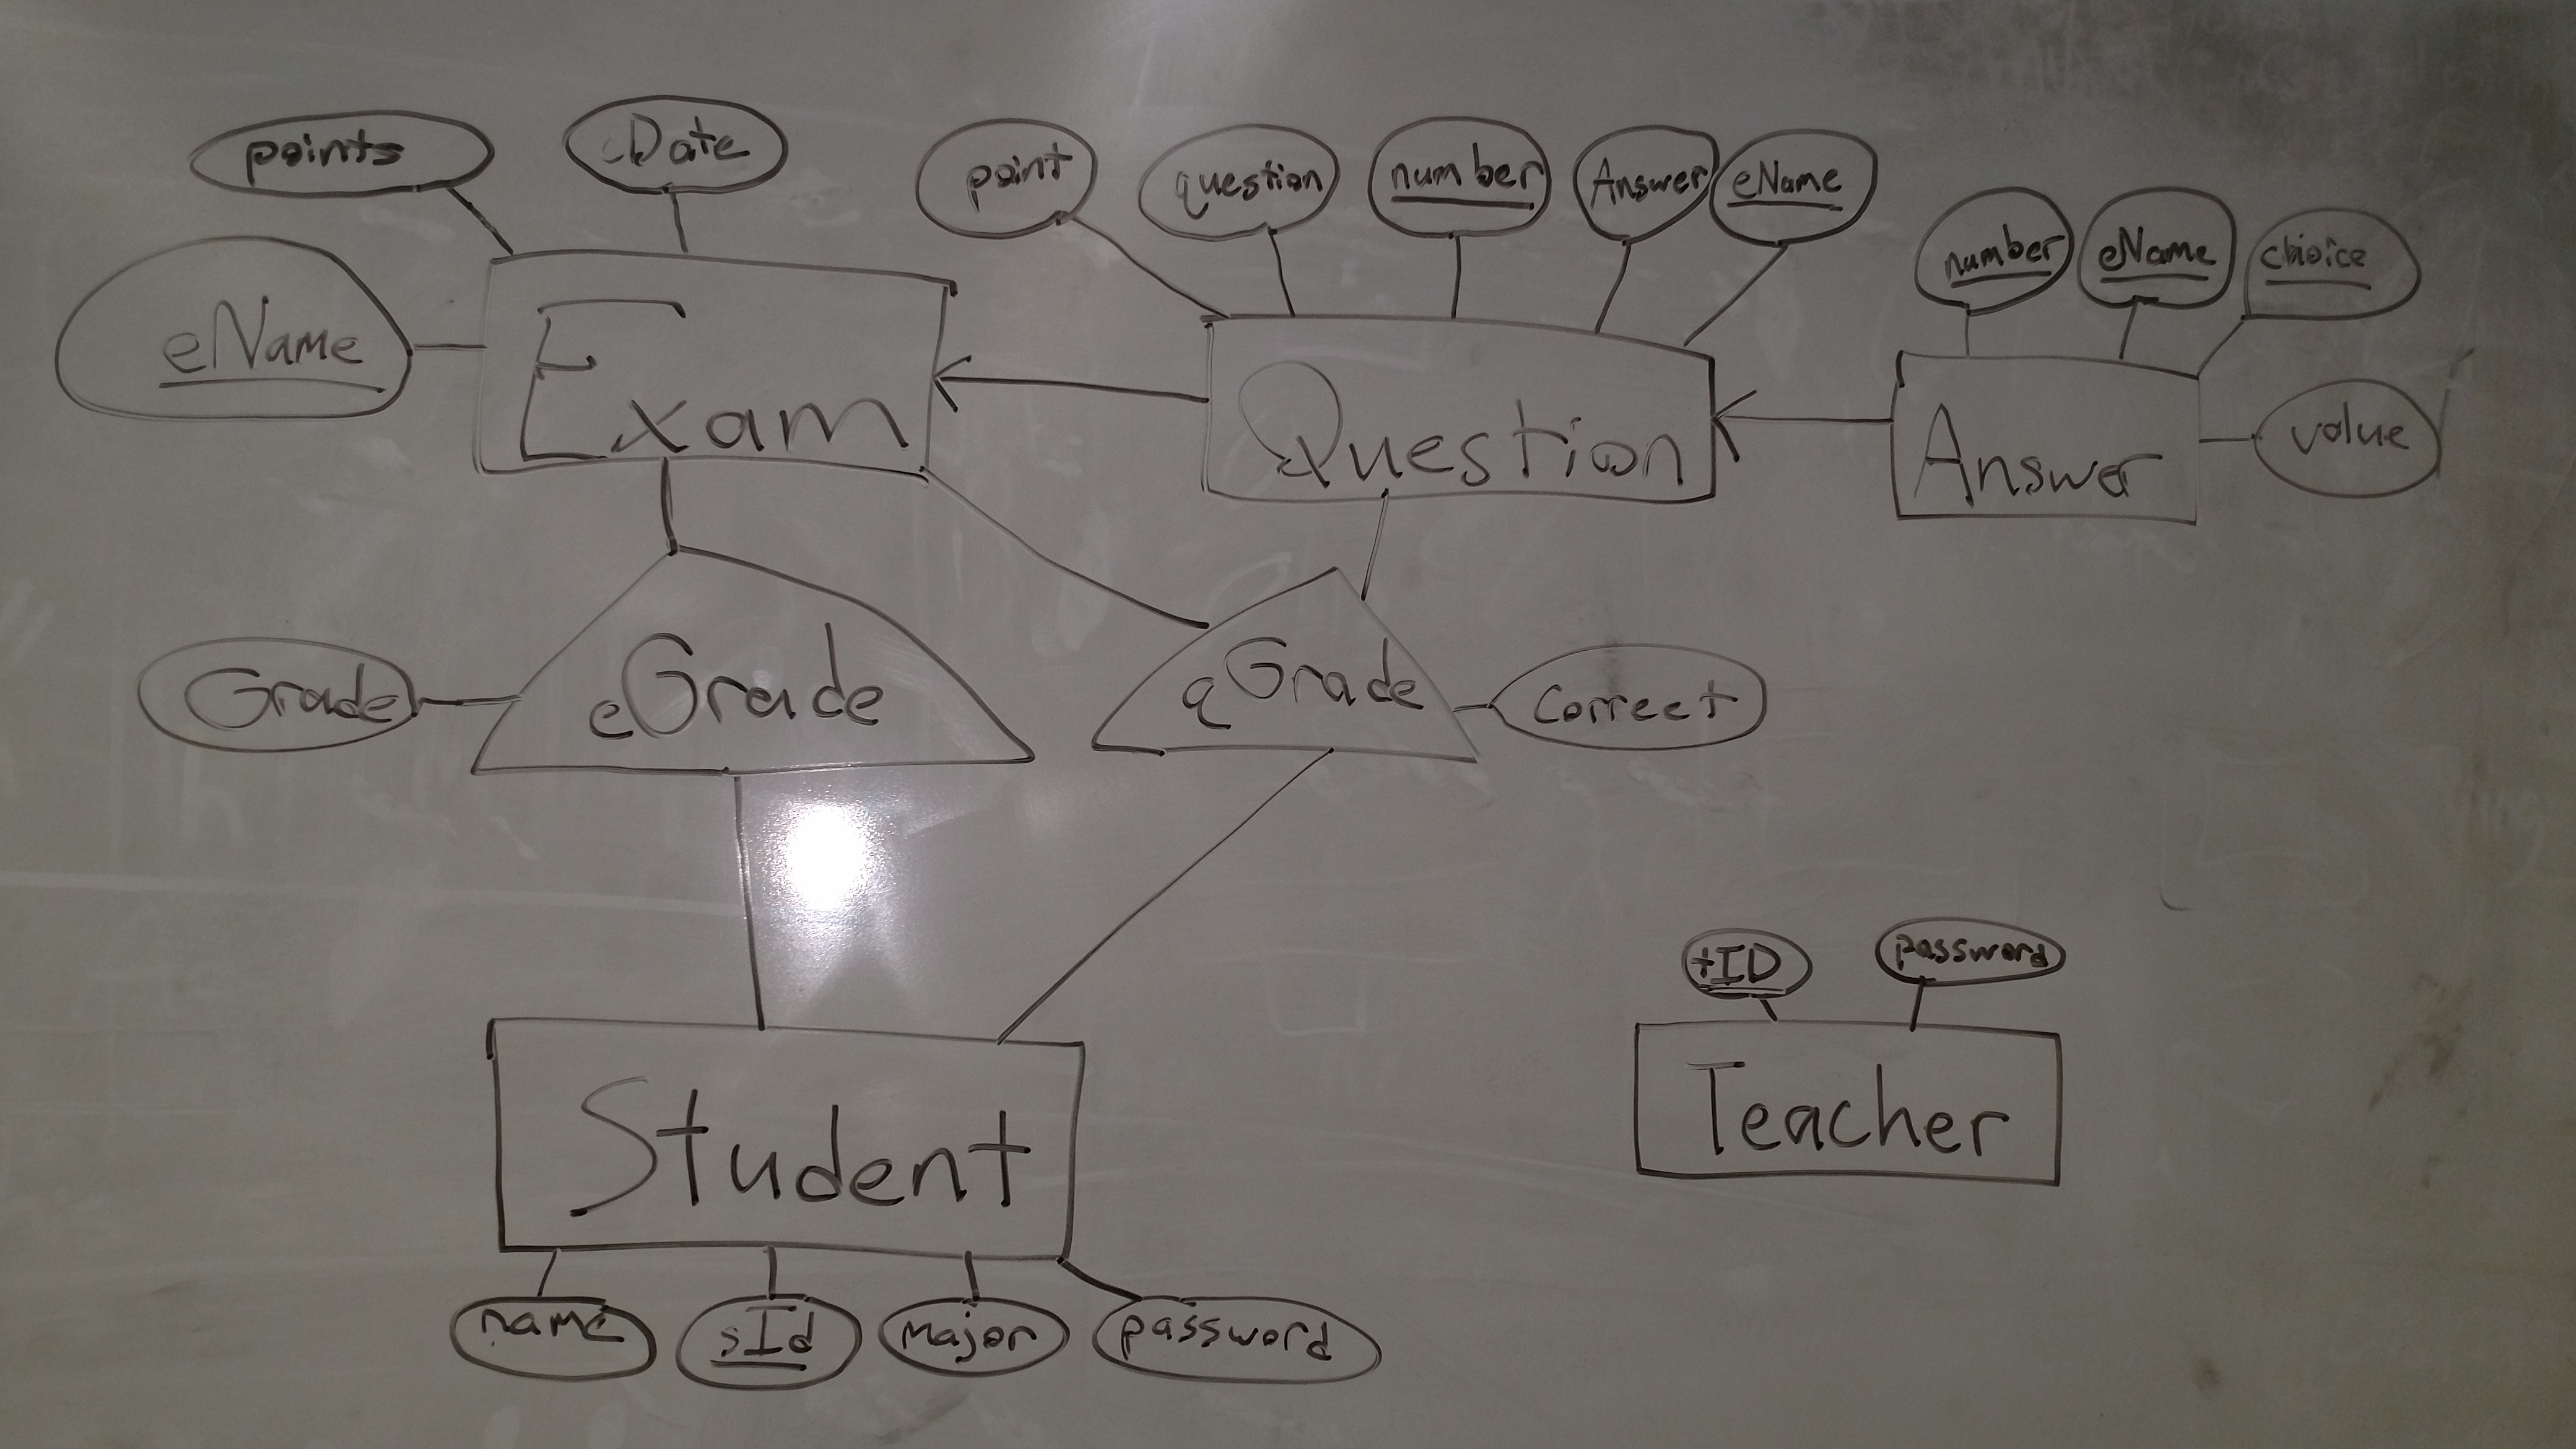 points
cDate
point
question
number
Answer
eName
number
eName
choice
eName
Exam
Question
Answer
value
Grade
eGrade
qGrade
Correct
tID
password
Student
Teacher
name
sId
Major
password